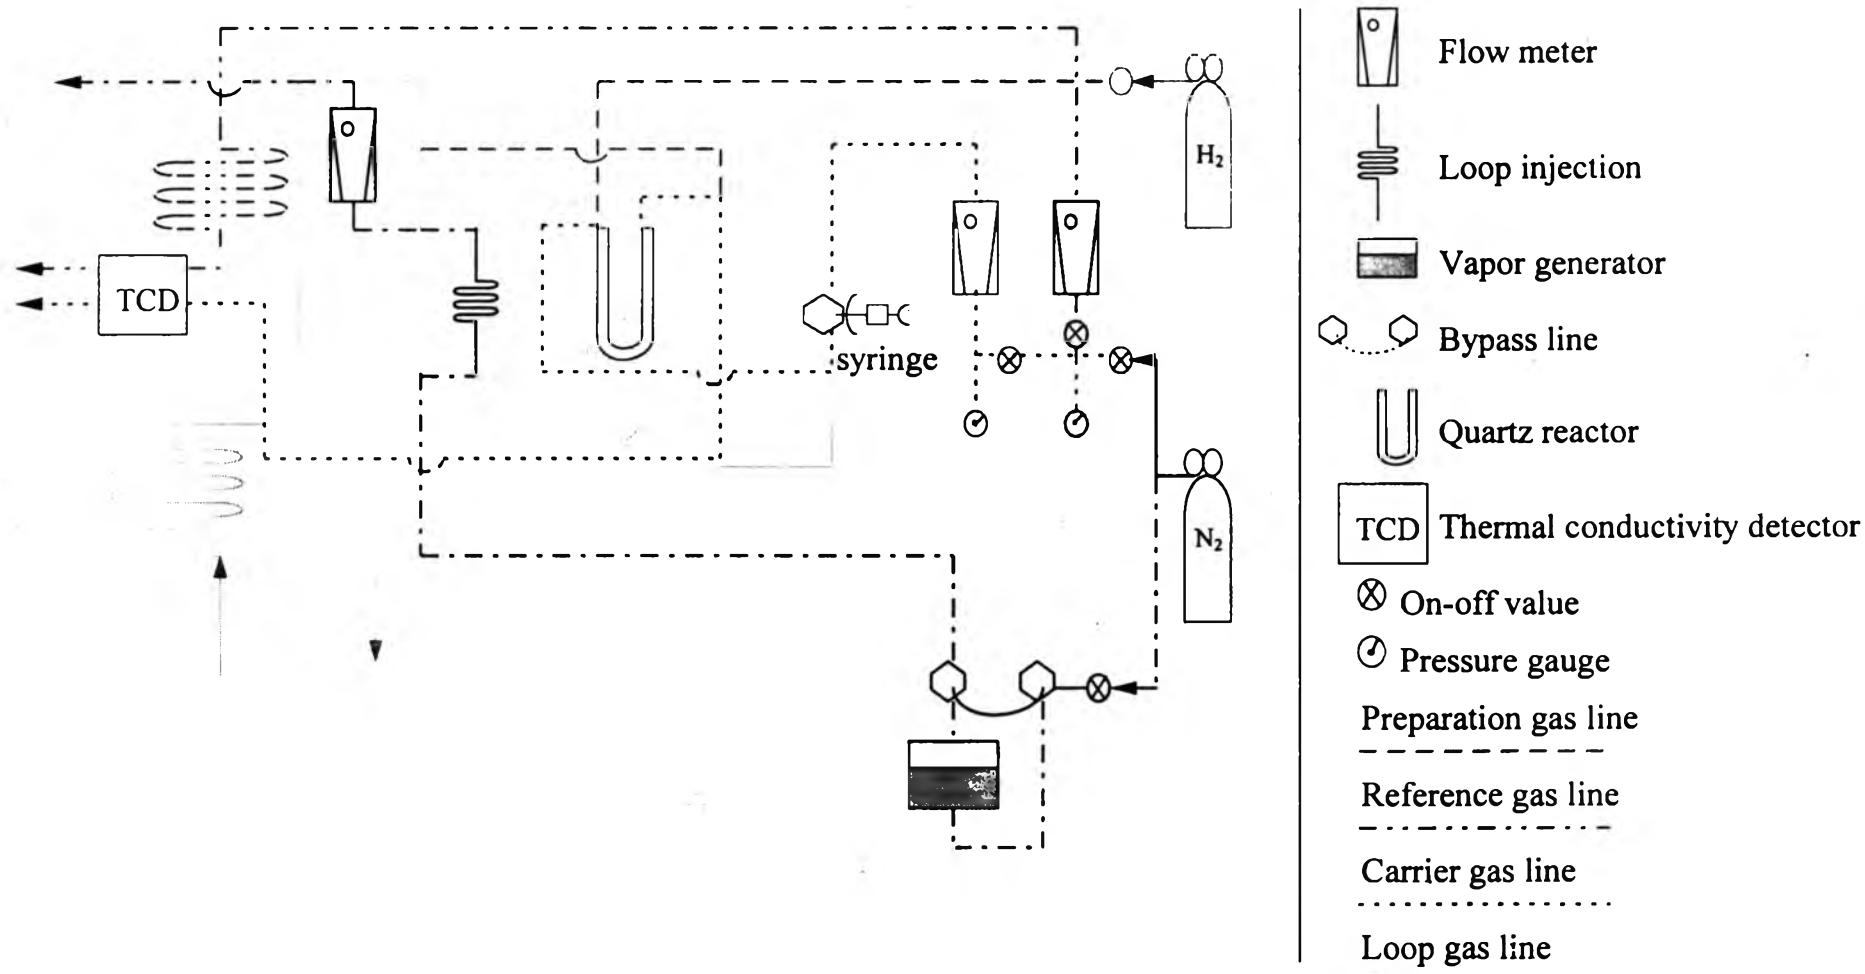 H₂
TCD
syringe
N₂
Flow meter
Loop injection
Vapor generator
Bypass line
Quartz reactor
TCD Thermal conductivity detector
On-off value
Pressure gauge
Preparation gas line
Reference gas line
Carrier gas line
Loop gas line